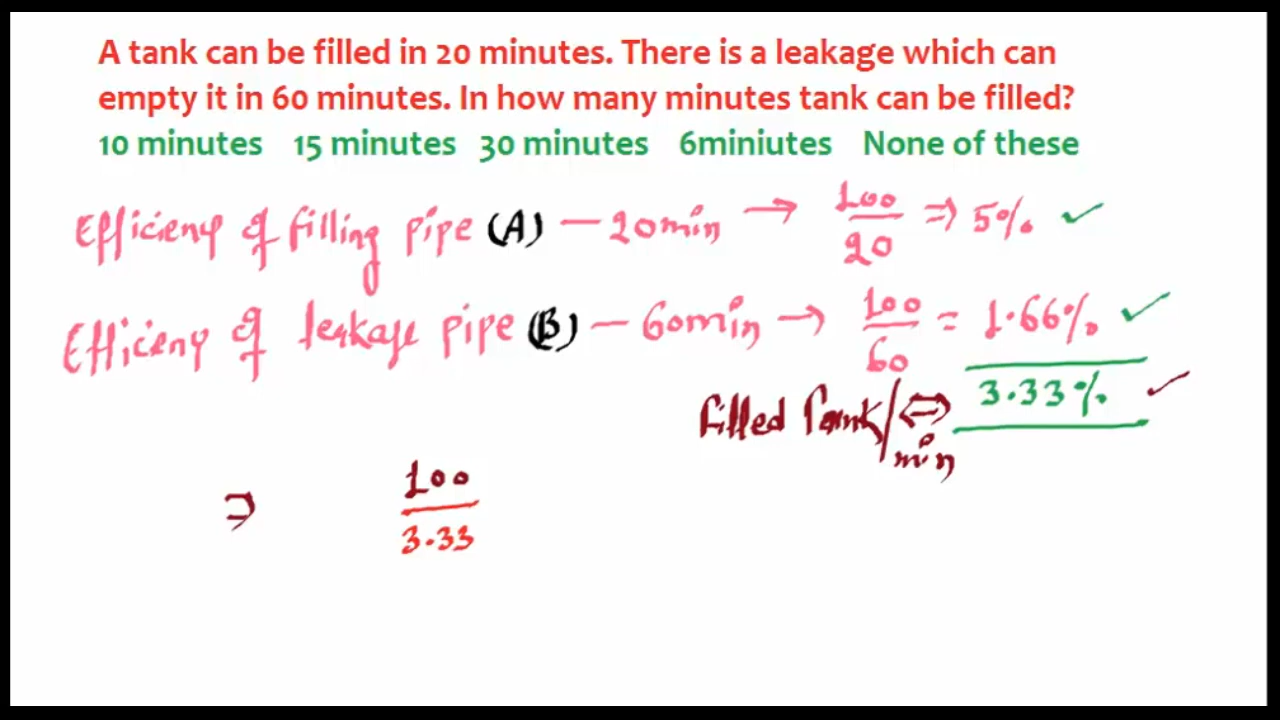 A tank can be filled in 20 minutes. There is a leakage which can
empty it in 60 minutes. In how many minutes tank can be filled?
10 minutes 15 minutes 30 minutes 6miniutes None of these
Efficieny of filling pipe (A) — 20min → 100/20 ⇒ 5% ✓
Efficieny of leakage pipe (B) — 60min → 100/60 = 1.66% ✓
Filled Tank/min ⇔ 3.33% ✓
⇒ 100/3.33